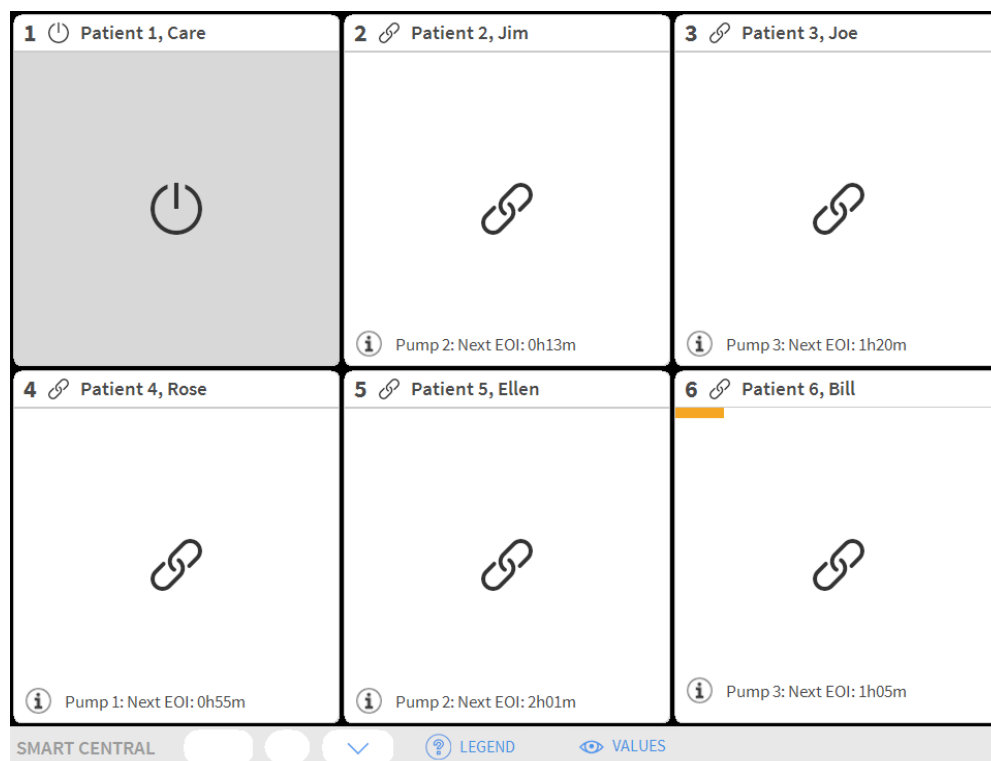 1 Patient 1, Care
2 Patient 2, Jim
3 Patient 3, Joe
Pump 2: Next EOI: 0h13m
Pump 3: Next EOI: 1h20m
4 Patient 4, Rose
5 Patient 5, Ellen
6 Patient 6, Bill
Pump 1: Next EOI: 0h55m
Pump 2: Next EOI: 2h01m
Pump 3: Next EOI: 1h05m
SMART CENTRAL
LEGEND
VALUES